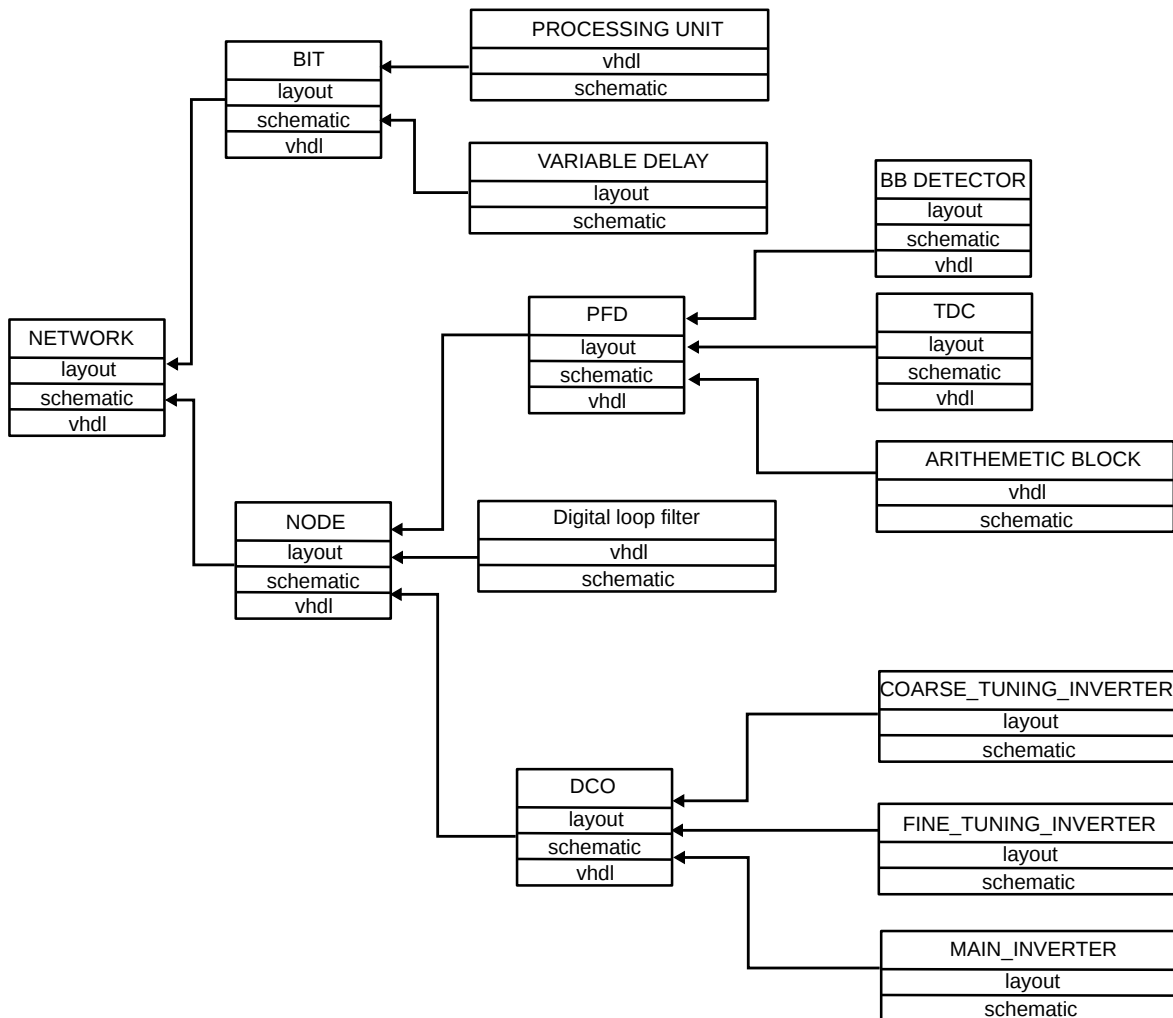 PROCESSING UNIT
vhdl
schematic
BIT
layout
schematic
vhdl
VARIABLE DELAY
layout
schematic
BB DETECTOR
layout
schematic
vhdl
NETWORK
layout
schematic
vhdl
PFD
layout
schematic
vhdl
TDC
layout
schematic
vhdl
ARITHEMETIC BLOCK
vhdl
schematic
NODE
layout
schematic
vhdl
Digital loop filter
vhdl
schematic
COARSE_TUNING_INVERTER
layout
schematic
DCO
layout
schematic
vhdl
FINE_TUNING_INVERTER
layout
schematic
MAIN_INVERTER
layout
schematic